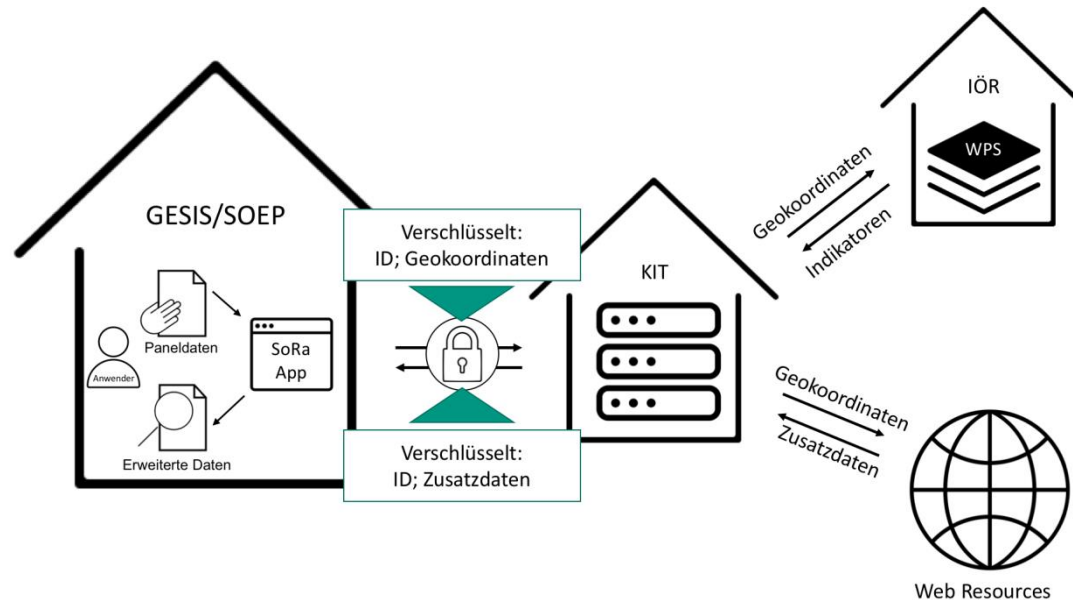 GESIS/SOEP
Anwender
Paneldaten
SoRa
App
Erweiterte Daten
Verschlüsselt:
ID; Geokoordinaten
Verschlüsselt:
ID; Zusatzdaten
KIT
Geokoordinaten
Indikatoren
IÖR
WPS
Geokoordinaten
Zusatzdaten
Web Resources